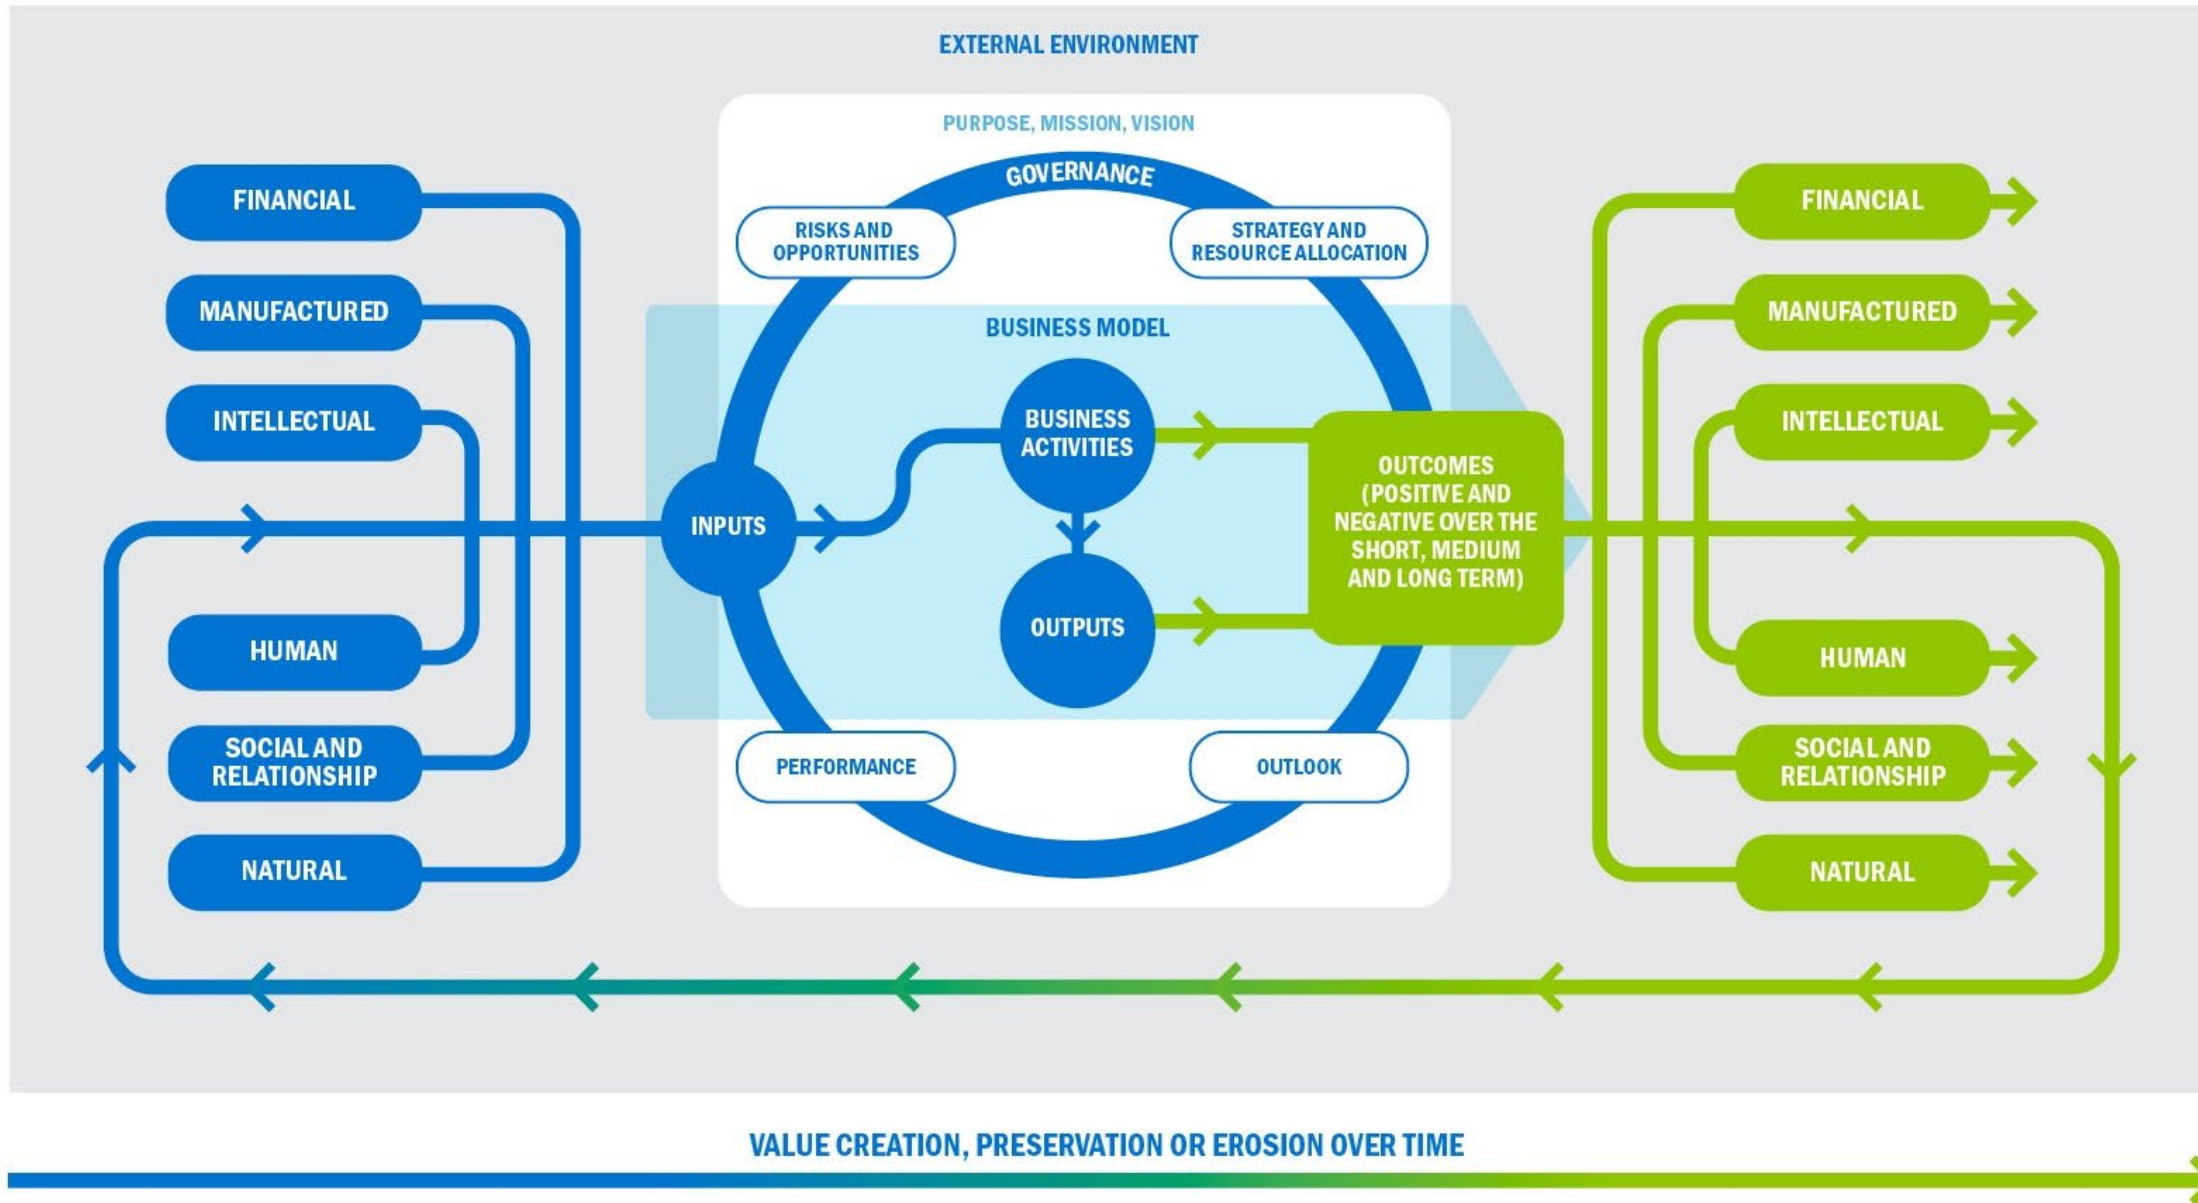 EXTERNAL ENVIRONMENT
PURPOSE, MISSION, VISION
GOVERNANCE
FINANCIAL
MANUFACTURED
INTELLECTUAL
HUMAN
SOCIAL AND
RELATIONSHIP
NATURAL
RISKS AND
OPPORTUNITIES
STRATEGY AND
RESOURCE ALLOCATION
BUSINESS MODEL
INPUTS
BUSINESS
ACTIVITIES
OUTPUTS
OUTCOMES
(POSITIVE AND
NEGATIVE OVER THE
SHORT, MEDIUM
AND LONG TERM)
PERFORMANCE
OUTLOOK
FINANCIAL
MANUFACTURED
INTELLECTUAL
HUMAN
SOCIAL AND
RELATIONSHIP
NATURAL
VALUE CREATION, PRESERVATION OR EROSION OVER TIME